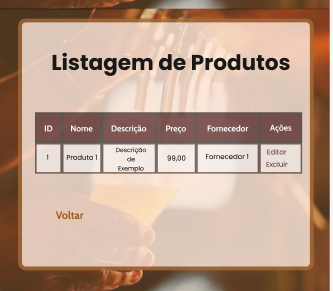 Listagem de Produtos
ID Nome Descrição Preço Fornecedor Ações
1 Produto 1 Descrição de Exemplo 99,00 Fornecedor 1 Editar Excluir
Voltar